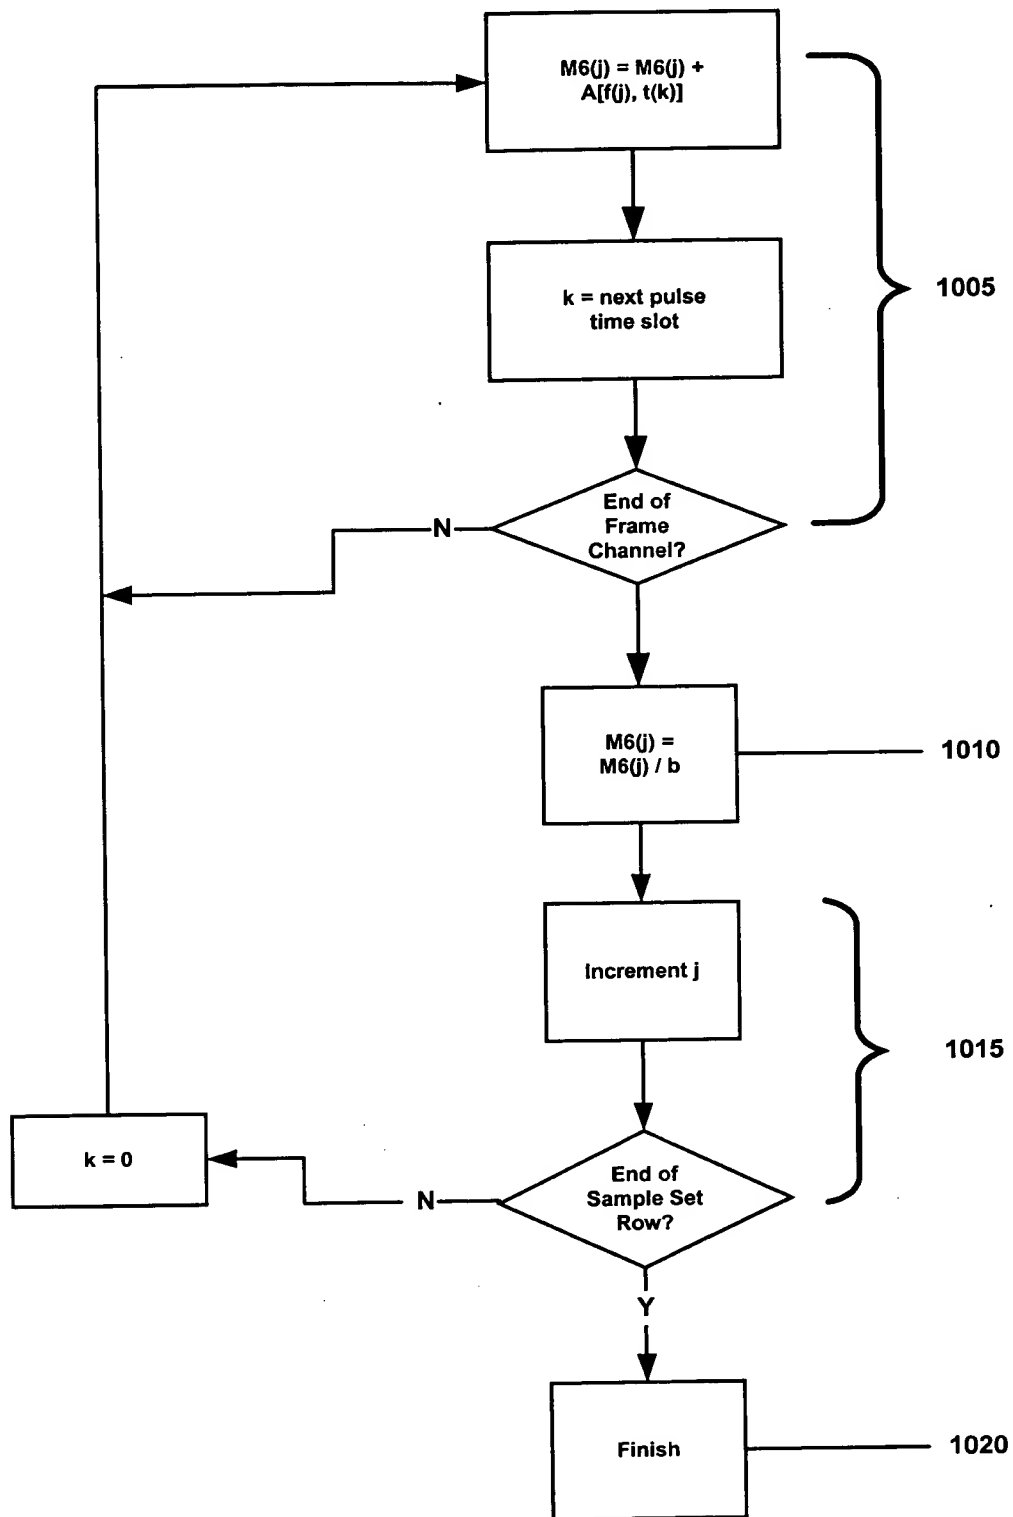 M6(j) = M6(j) +
A[f(j), t(k)]
k = next pulse
time slot
1005
End of
Frame
Channel?
N
M6(j) =
M6(j) / b
1010
Increment j
1015
k = 0
End of
Sample Set
Row?
N
Y
Finish
1020